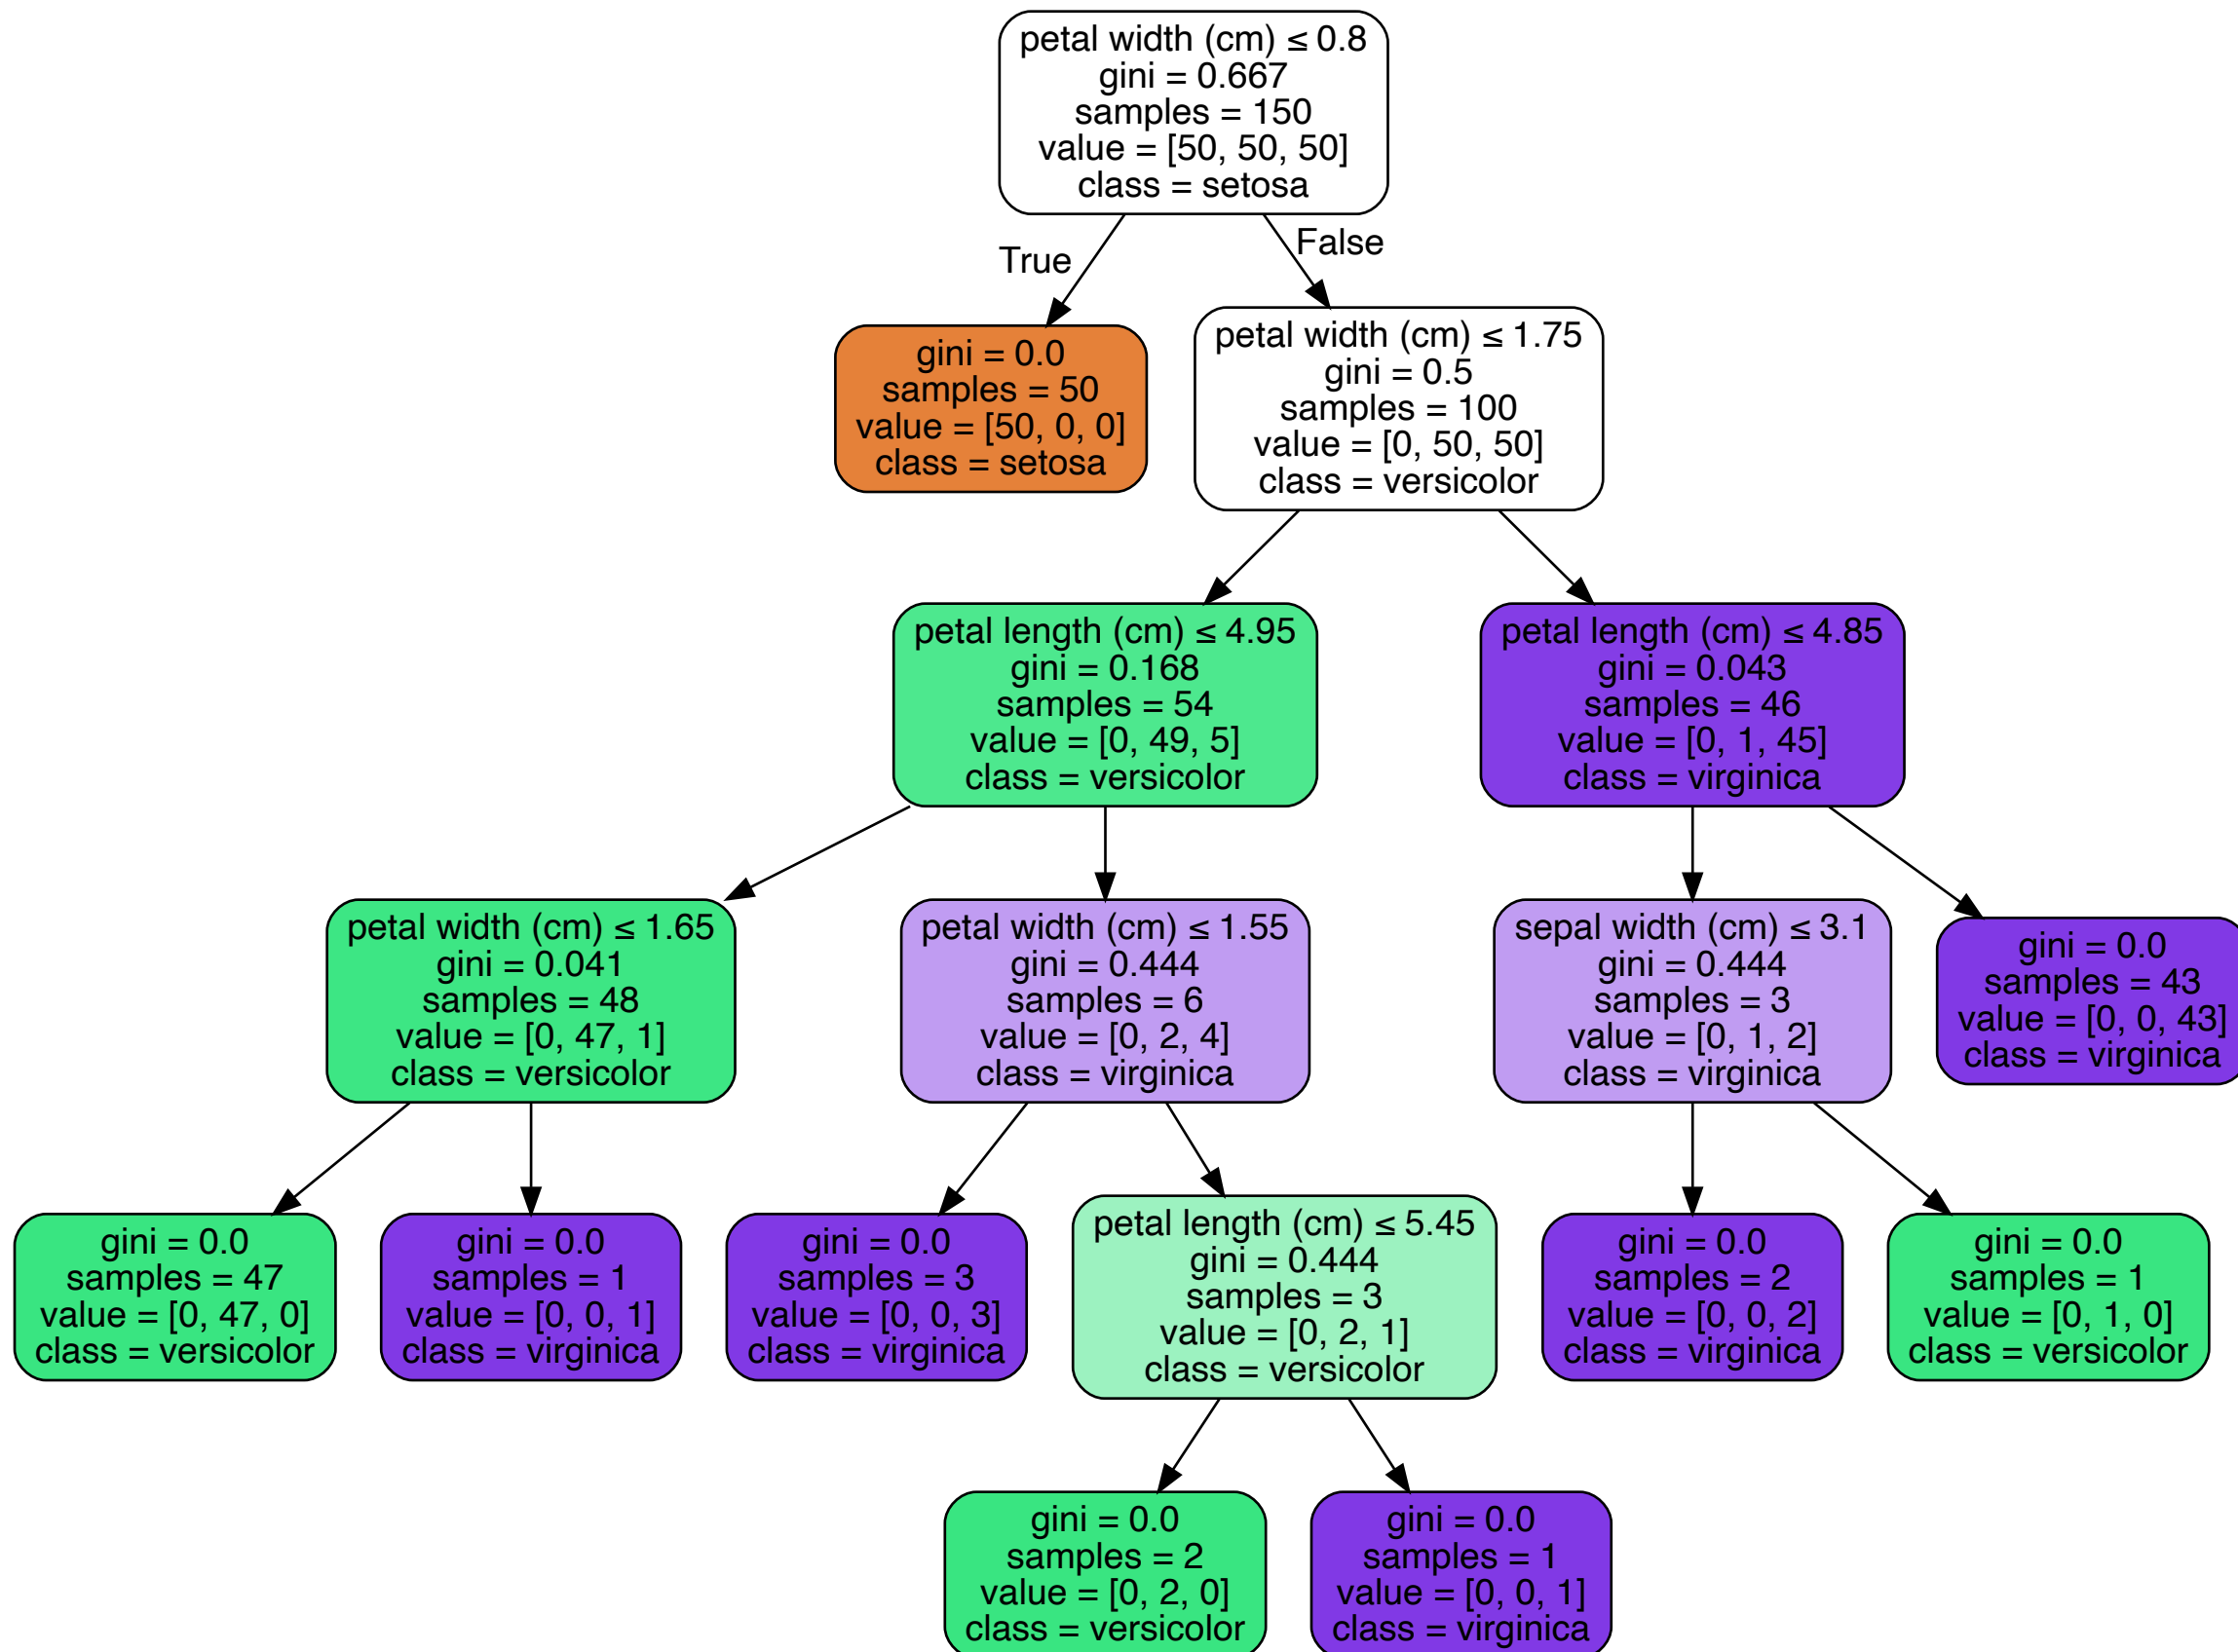 petal width (cm) ≤ 0.8
gini = 0.667
samples = 150
value = [50, 50, 50]
class = setosa
True
False
gini = 0.0
samples = 50
value = [50, 0, 0]
class = setosa
petal width (cm) ≤ 1.75
gini = 0.5
samples = 100
value = [0, 50, 50]
class = versicolor
petal length (cm) ≤ 4.95
gini = 0.168
samples = 54
value = [0, 49, 5]
class = versicolor
petal length (cm) ≤ 4.85
gini = 0.043
samples = 46
value = [0, 1, 45]
class = virginica
petal width (cm) ≤ 1.65
gini = 0.041
samples = 48
value = [0, 47, 1]
class = versicolor
petal width (cm) ≤ 1.55
gini = 0.444
samples = 6
value = [0, 2, 4]
class = virginica
sepal width (cm) ≤ 3.1
gini = 0.444
samples = 3
value = [0, 1, 2]
class = virginica
gini = 0.0
samples = 43
value = [0, 0, 43]
class = virginica
gini = 0.0
samples = 47
value = [0, 47, 0]
class = versicolor
gini = 0.0
samples = 1
value = [0, 0, 1]
class = virginica
gini = 0.0
samples = 3
value = [0, 0, 3]
class = virginica
petal length (cm) ≤ 5.45
gini = 0.444
samples = 3
value = [0, 2, 1]
class = versicolor
gini = 0.0
samples = 2
value = [0, 0, 2]
class = virginica
gini = 0.0
samples = 1
value = [0, 1, 0]
class = versicolor
gini = 0.0
samples = 2
value = [0, 2, 0]
class = versicolor
gini = 0.0
samples = 1
value = [0, 0, 1]
class = virginica